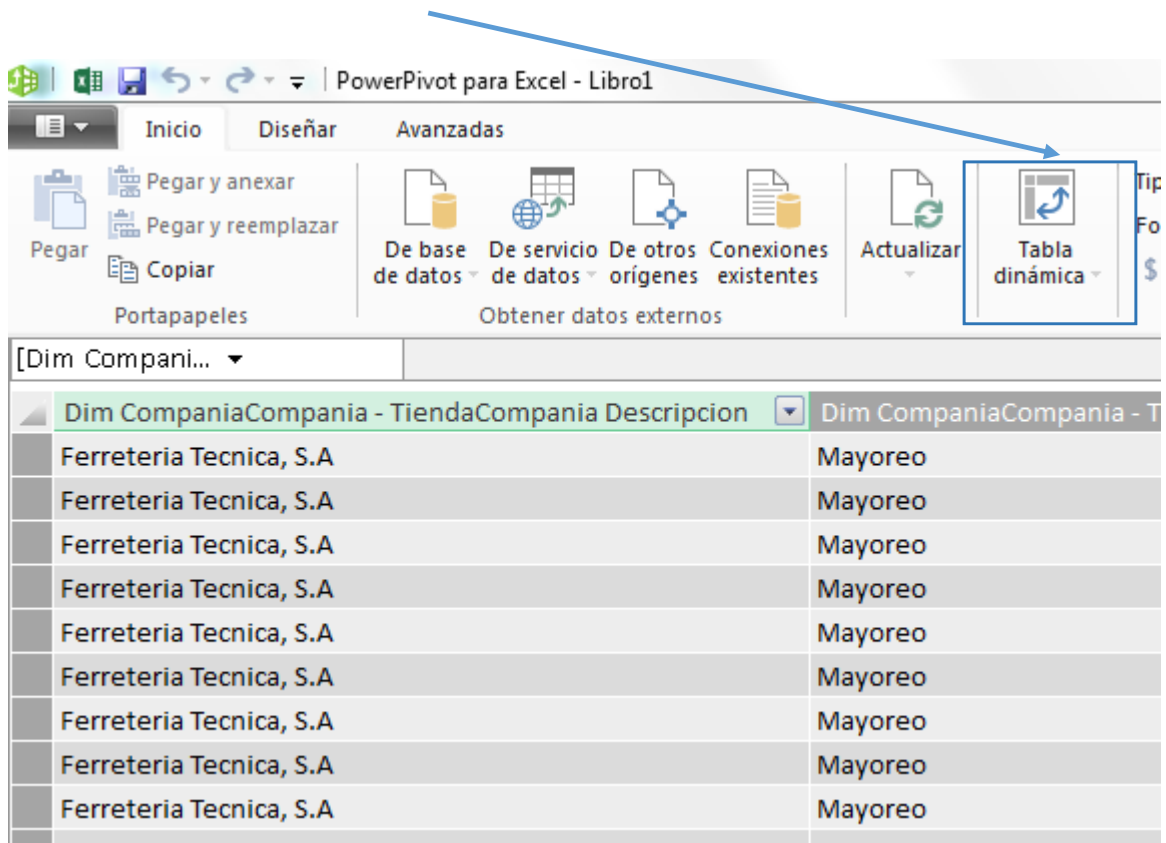 PowerPivot para Excel - Libro1
Inicio Diseñar Avanzadas
Pegar
Pegar y anexar
Pegar y reemplazar
Copiar
Portapapeles
De base de datos
De servicio de datos
De otros orígenes
Conexiones existentes
Obtener datos externos
Actualizar
Tabla dinámica
Tip
Fo
$
[Dim Compani...
Dim CompaniaCompania - TiendaCompania Descripcion Dim CompaniaCompania - T
Ferreteria Tecnica, S.A Mayoreo
Ferreteria Tecnica, S.A Mayoreo
Ferreteria Tecnica, S.A Mayoreo
Ferreteria Tecnica, S.A Mayoreo
Ferreteria Tecnica, S.A Mayoreo
Ferreteria Tecnica, S.A Mayoreo
Ferreteria Tecnica, S.A Mayoreo
Ferreteria Tecnica, S.A Mayoreo
Ferreteria Tecnica, S.A Mayoreo